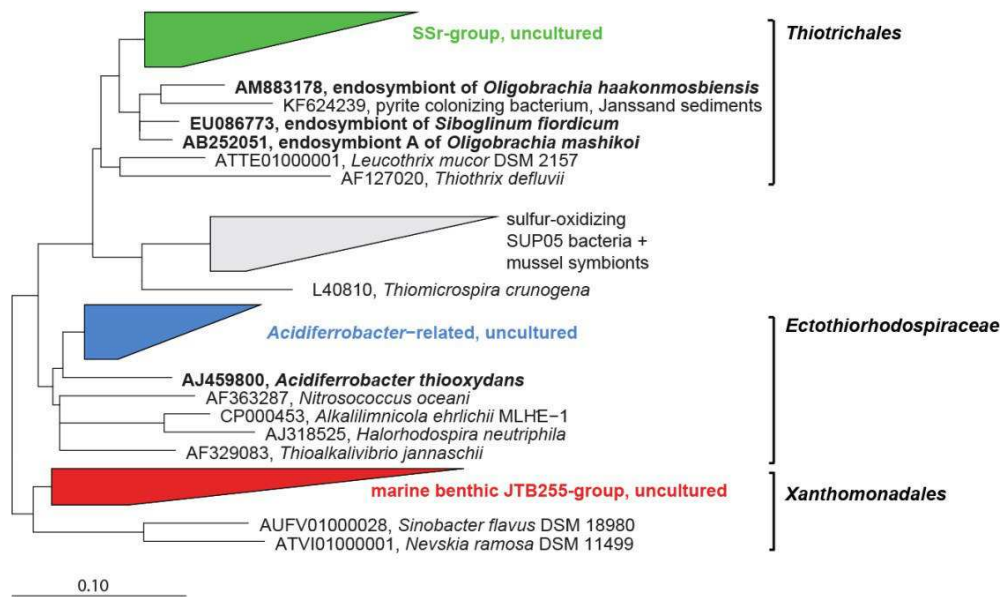 SSr-group, uncultured
Thiotrichales
AM883178, endosymbiont of Oligobrachia haakonmosbiensis
KF624239, pyrite colonizing bacterium, Janssand sediments
EU086773, endosymbiont of Siboglinum fiordicum
AB252051, endosymbiont A of Oligobrachia mashikoi
ATTE01000001, Leucothrix mucor DSM 2157
AF127020, Thiothrix defluvii
sulfur-oxidizing
SUP05 bacteria +
mussel symbionts
L40810, Thiomicrospira crunogena
Acidiferrobacter−related, uncultured
Ectothiorhodospiraceae
AJ459800, Acidiferrobacter thiooxydans
AF363287, Nitrosococcus oceani
CP000453, Alkalilimnicola ehrlichii MLHE−1
AJ318525, Halorhodospira neutriphila
AF329083, Thioalkalivibrio jannaschii
marine benthic JTB255-group, uncultured
Xanthomonadales
AUFV01000028, Sinobacter flavus DSM 18980
ATVI01000001, Nevskia ramosa DSM 11499
0.10